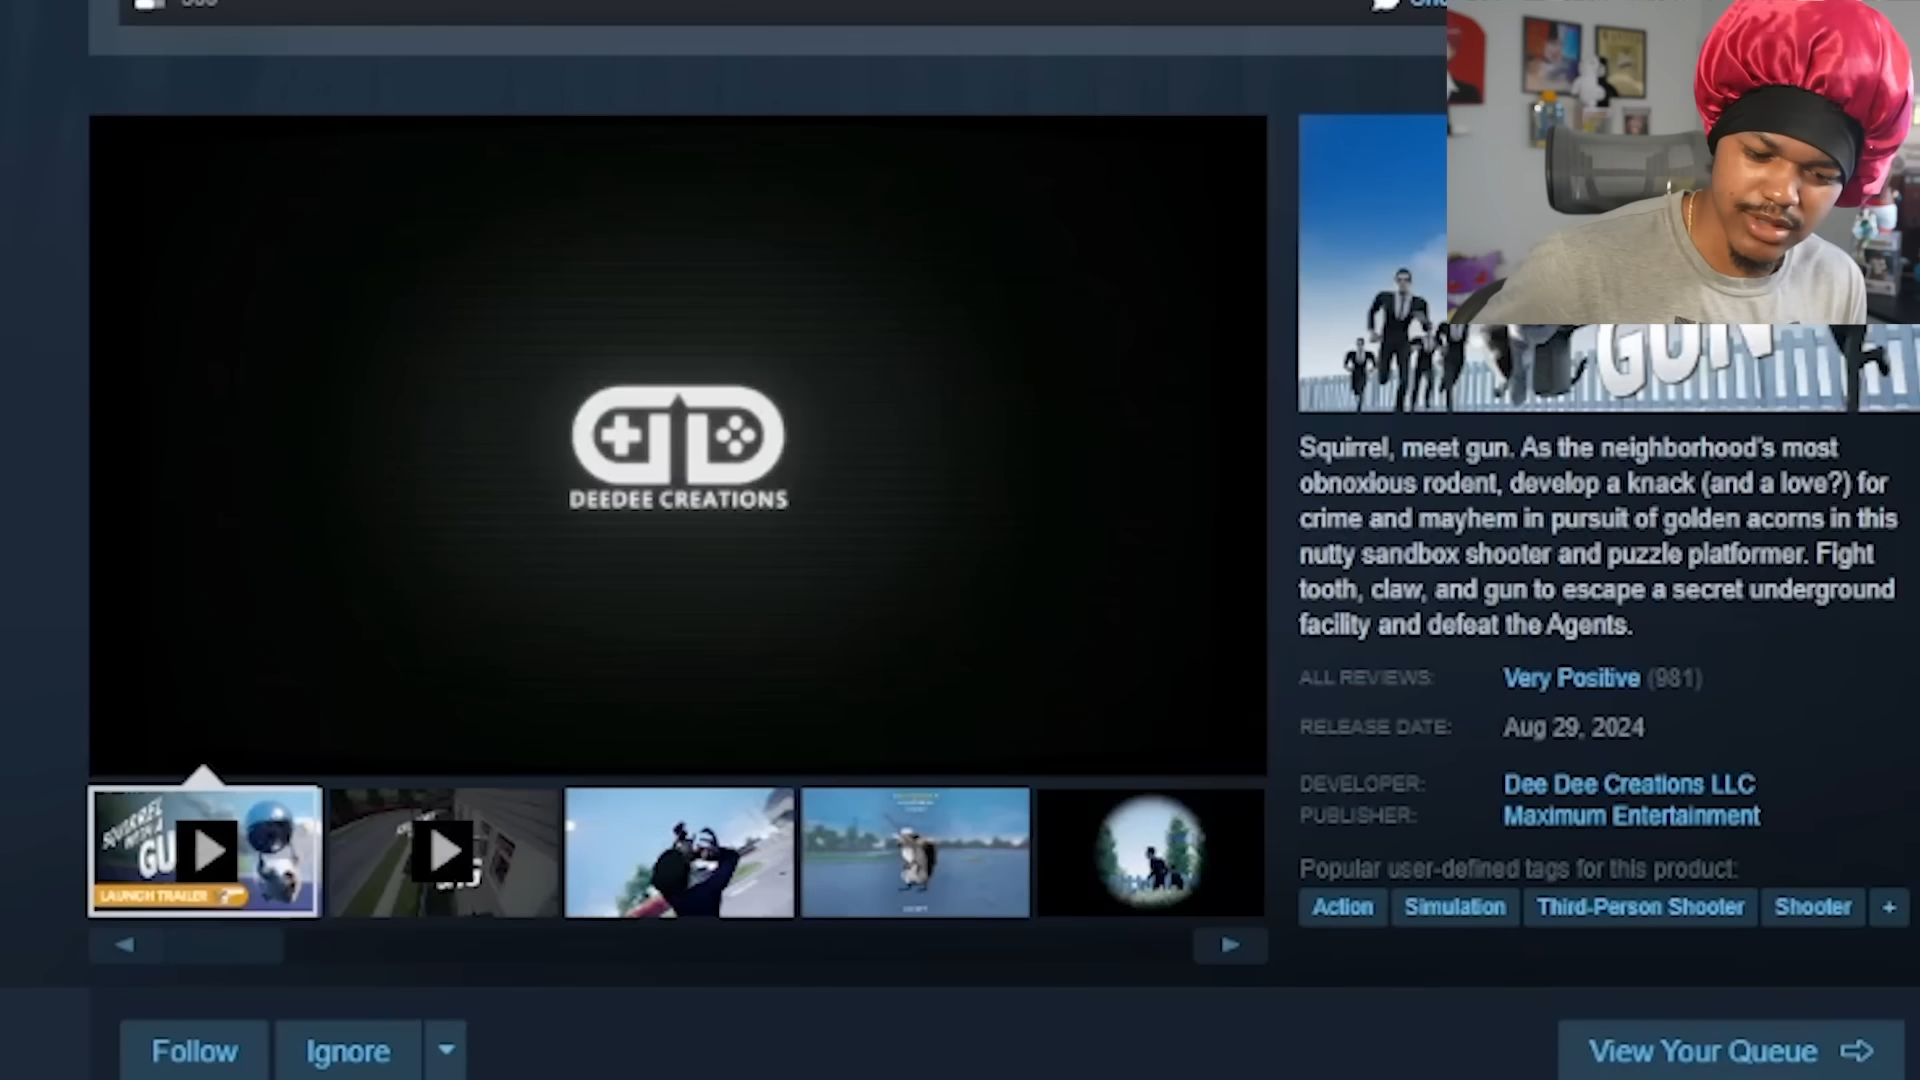 DEEDEE CREATIONS
GUN
Squirrel, meet gun. As the neighborhood's most
obnoxious rodent, develop a knack (and a love?) for
crime and mayhem in pursuit of golden acorns in this
nutty sandbox shooter and puzzle platformer. Fight
tooth, claw, and gun to escape a secret underground
facility and defeat the Agents.
ALL REVIEWS: Very Positive (981)
RELEASE DATE: Aug 29, 2024
DEVELOPER: Dee Dee Creations LLC
PUBLISHER: Maximum Entertainment
Popular user-defined tags for this product:
Action Simulation Third-Person Shooter Shooter +
SQUIRREL
WITH A
GU
LAUNCH TRAILER
Follow Ignore View Your Queue